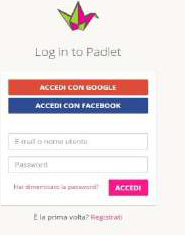 Log in to Padlet
ACCEDI CON GOOGLE
ACCEDI CON FACEBOOK
E-mail o nome utente
Password
Hai dimenticato la password?
ACCEDI
È la prima volta? Registrati